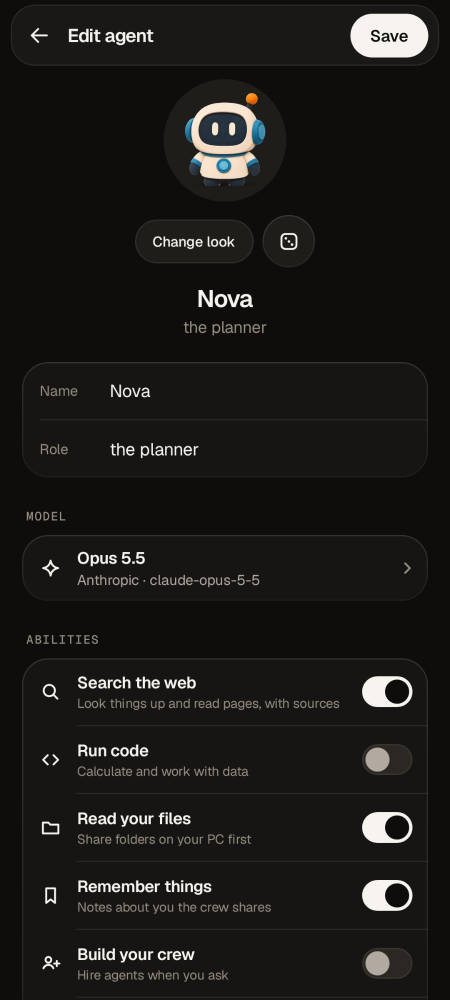 Edit agent
Save
Change look
Nova
the planner
Name
Nova
Role
the planner
MODEL
Opus 5.5
Anthropic · claude-opus-5-5
ABILITIES
Search the web
Look things up and read pages, with sources
Run code
Calculate and work with data
Read your files
Share folders on your PC first
Remember things
Notes about you the crew shares
Build your crew
Hire agents when you ask